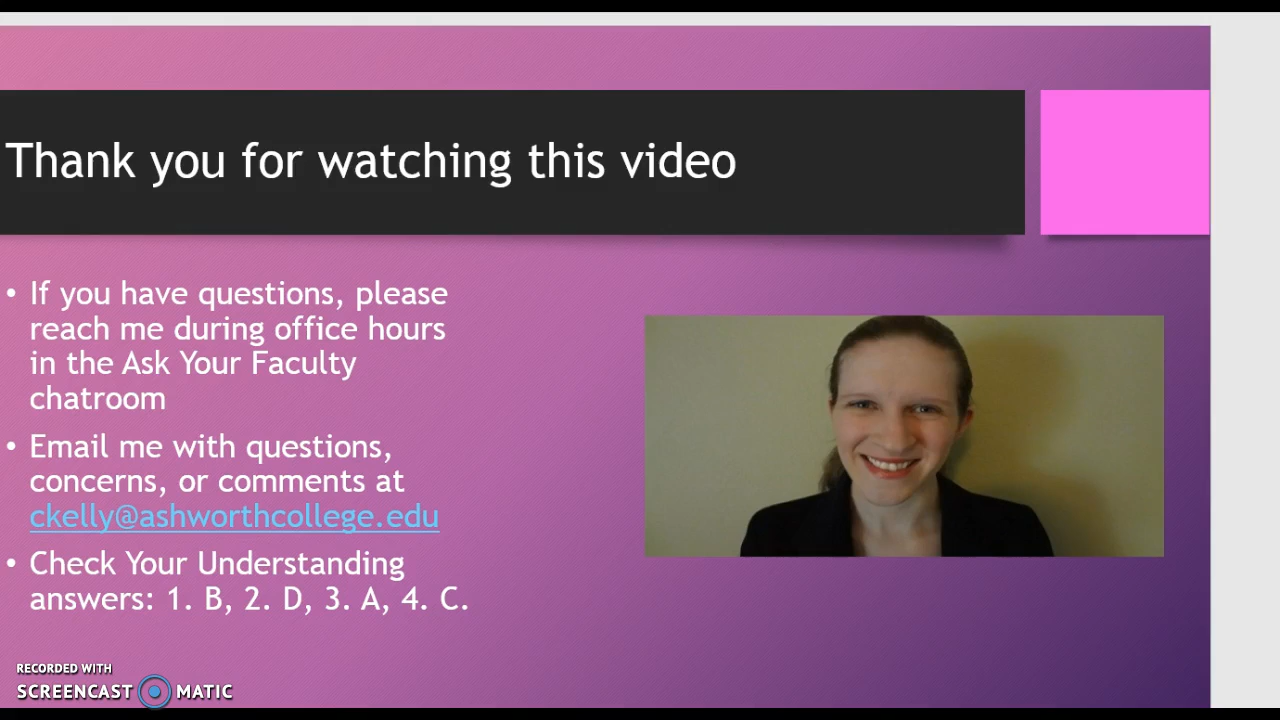 Thank you for watching this video
• If you have questions, please
reach me during office hours
in the Ask Your Faculty
chatroom
• Email me with questions,
concerns, or comments at
ckelly@ashworthcollege.edu
• Check Your Understanding
answers: 1. B, 2. D, 3. A, 4. C.
RECORDED WITH
SCREENCAST MATIC